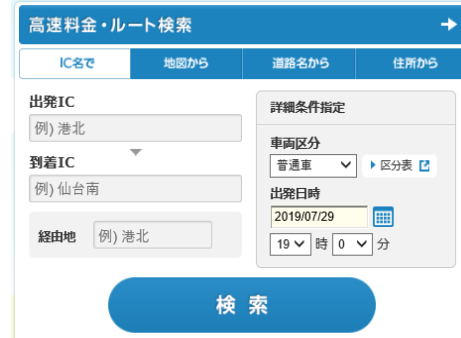 高速料金・ルート検索
IC名で 地図から 道路名から 住所から
出発IC
例) 港北
到着IC
例) 仙台南
経由地 例) 港北
詳細条件指定
車両区分
普通車 区分表
出発日時
2019/07/29
19 時 0 分
検索